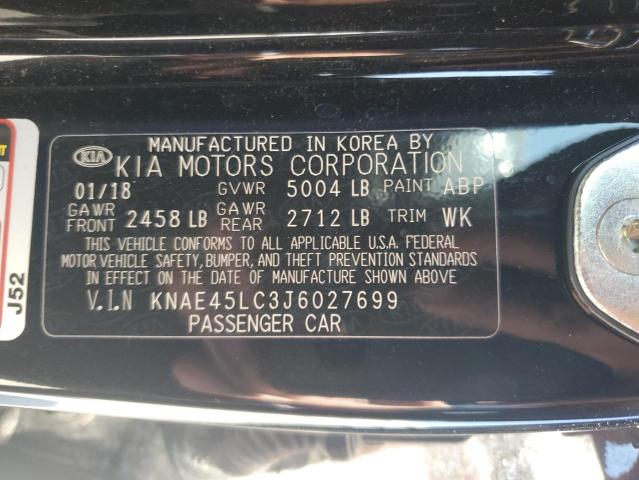 MANUFACTURED IN KOREA BY
KIA KIA MOTORS CORPORATION
01/18 GVWR 5004 LB PAINT ABP
GAWR FRONT 2458 LB GAWR REAR 2712 LB TRIM WK
THIS VEHICLE CONFORMS TO ALL APPLICABLE U.S.A. FEDERAL
MOTOR VEHICLE SAFETY, BUMPER, AND THEFT PREVENTION STANDARDS
IN EFFECT ON THE DATE OF MANUFACTURE SHOWN ABOVE
V.I.N KNAE45LC3J6027699
PASSENGER CAR
J52